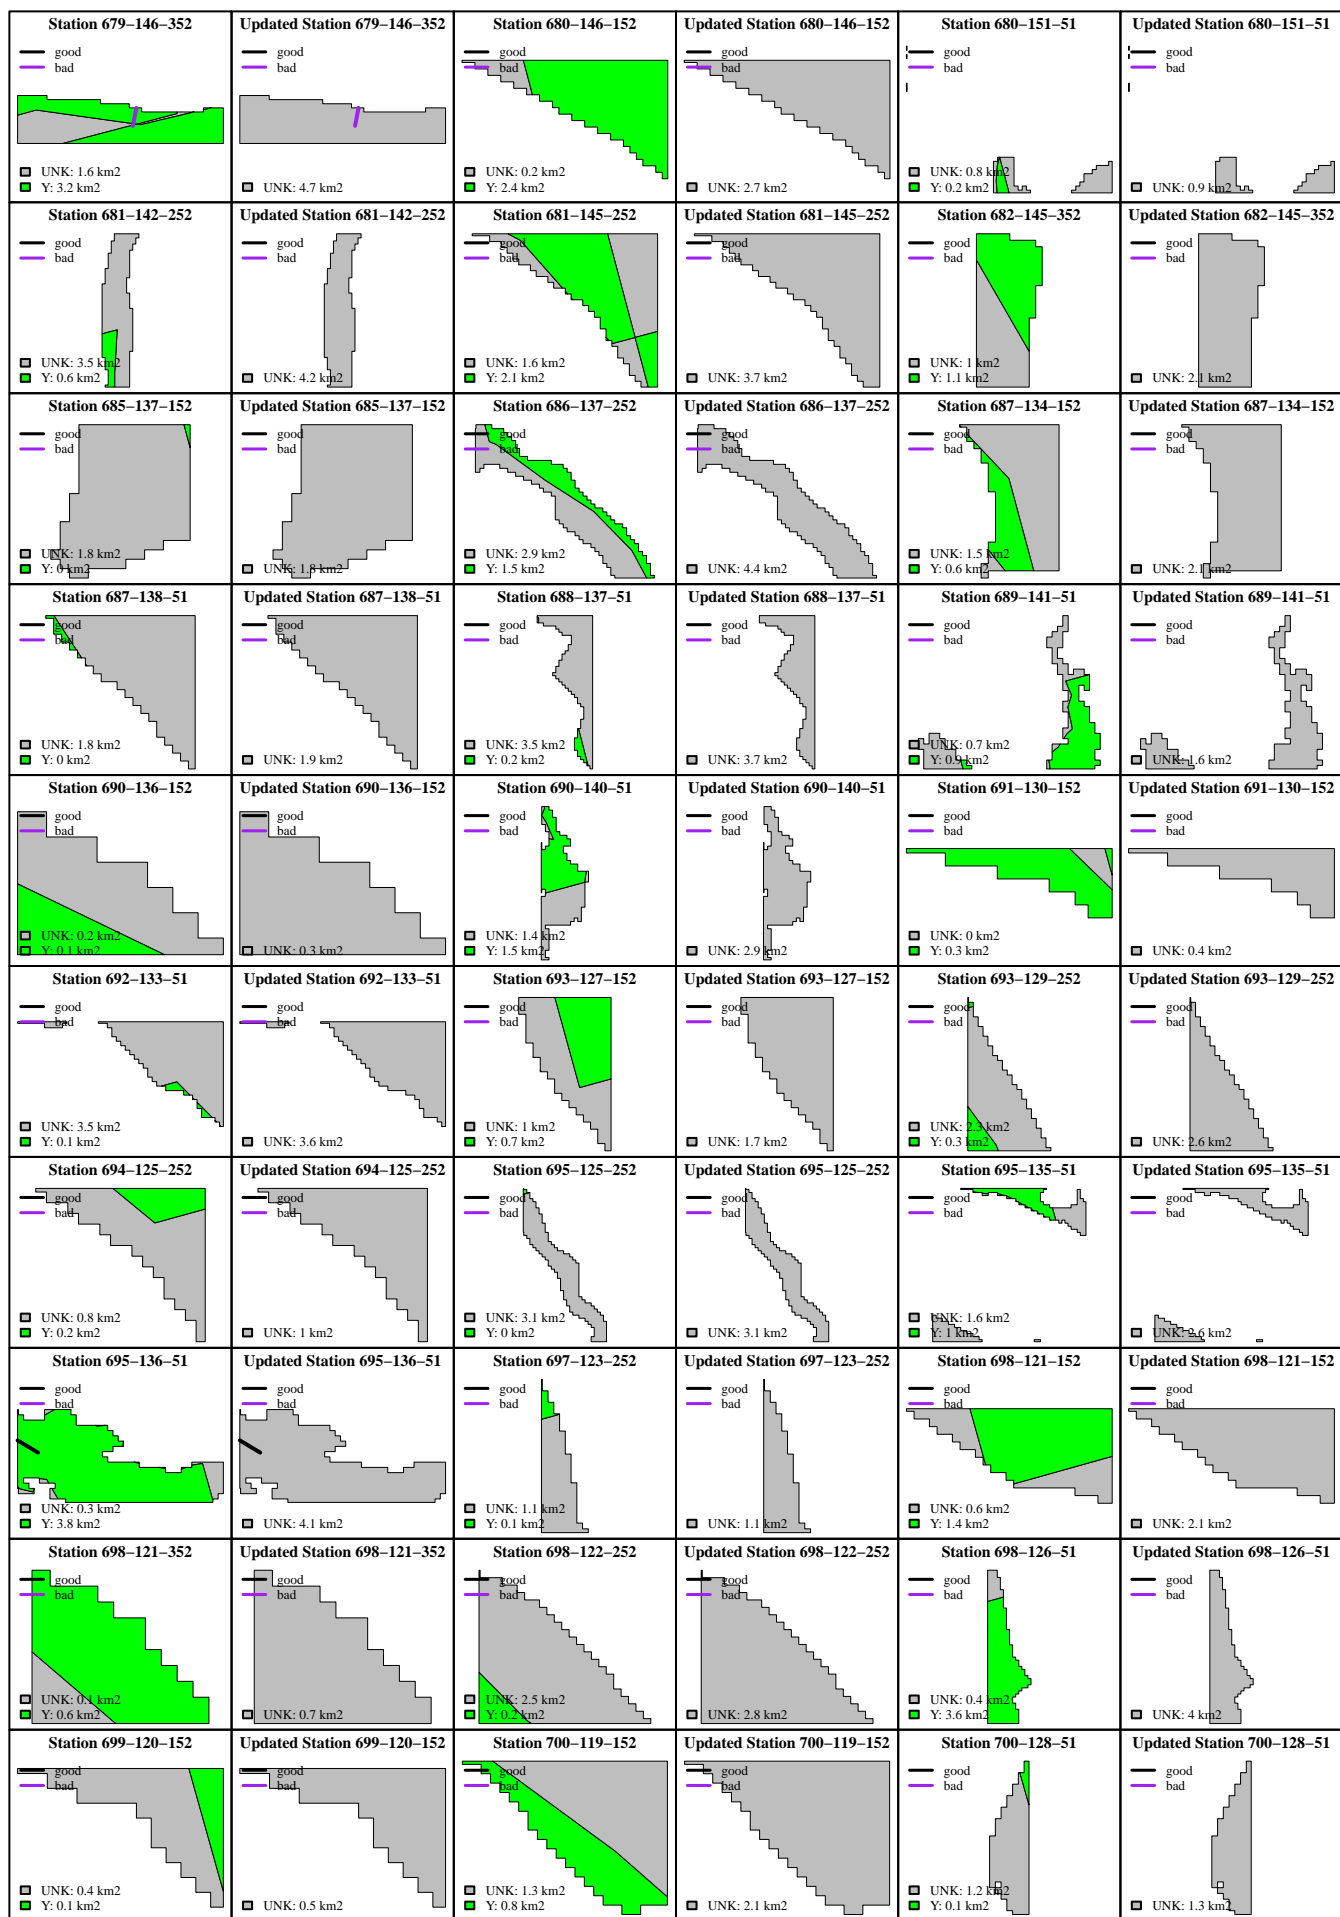 Station 679−146−352
good
bad
UNK: 1.6 km2
Y: 3.2 km2
Updated Station 679−146−352
good
bad
UNK: 4.7 km2
Station 680−146−152
good
bad
UNK: 0.2 km2
Y: 2.4 km2
Updated Station 680−146−152
good
bad
UNK: 2.7 km2
Station 680−151−51
good
bad
UNK: 0.8 km2
Y: 0.2 km2
Updated Station 680−151−51
good
bad
UNK: 0.9 km2
Station 681−142−252
good
bad
UNK: 3.5 km2
Y: 0.6 km2
Updated Station 681−142−252
good
bad
UNK: 4.2 km2
Station 681−145−252
good
bad
UNK: 1.6 km2
Y: 2.1 km2
Updated Station 681−145−252
good
bad
UNK: 3.7 km2
Station 682−145−352
good
bad
UNK: 1 km2
Y: 1.1 km2
Updated Station 682−145−352
good
bad
UNK: 2.1 km2
Station 685−137−152
good
bad
UNK: 1.8 km2
Y: 0 km2
Updated Station 685−137−152
good
bad
UNK: 1.8 km2
Station 686−137−252
good
bad
UNK: 2.9 km2
Y: 1.5 km2
Updated Station 686−137−252
good
bad
UNK: 4.4 km2
Station 687−134−152
good
bad
UNK: 1.5 km2
Y: 0.6 km2
Updated Station 687−134−152
good
bad
UNK: 2.1 km2
Station 687−138−51
good
bad
UNK: 1.8 km2
Y: 0 km2
Updated Station 687−138−51
good
bad
UNK: 1.9 km2
Station 688−137−51
good
bad
UNK: 3.5 km2
Y: 0.2 km2
Updated Station 688−137−51
good
bad
UNK: 3.7 km2
Station 689−141−51
good
bad
UNK: 0.7 km2
Y: 0.9 km2
Updated Station 689−141−51
good
bad
UNK: 1.6 km2
Station 690−136−152
good
bad
UNK: 0.2 km2
Y: 0.1 km2
Updated Station 690−136−152
good
bad
UNK: 0.3 km2
Station 690−140−51
good
bad
UNK: 1.4 km2
Y: 1.5 km2
Updated Station 690−140−51
good
bad
UNK: 2.9 km2
Station 691−130−152
good
bad
UNK: 0 km2
Y: 0.3 km2
Updated Station 691−130−152
good
bad
UNK: 0.4 km2
Station 692−133−51
good
bad
UNK: 3.5 km2
Y: 0.1 km2
Updated Station 692−133−51
good
bad
UNK: 3.6 km2
Station 693−127−152
good
bad
UNK: 1 km2
Y: 0.7 km2
Updated Station 693−127−152
good
bad
UNK: 1.7 km2
Station 693−129−252
good
bad
UNK: 2.3 km2
Y: 0.3 km2
Updated Station 693−129−252
good
bad
UNK: 2.6 km2
Station 694−125−252
good
bad
UNK: 0.8 km2
Y: 0.2 km2
Updated Station 694−125−252
good
bad
UNK: 1 km2
Station 695−125−252
good
bad
UNK: 3.1 km2
Y: 0 km2
Updated Station 695−125−252
good
bad
UNK: 3.1 km2
Station 695−135−51
good
bad
UNK: 1.6 km2
Y: 1 km2
Updated Station 695−135−51
good
bad
UNK: 2.6 km2
Station 695−136−51
good
bad
UNK: 0.3 km2
Y: 3.8 km2
Updated Station 695−136−51
good
bad
UNK: 4.1 km2
Station 697−123−252
good
bad
UNK: 1.1 km2
Y: 0.1 km2
Updated Station 697−123−252
good
bad
UNK: 1.1 km2
Station 698−121−152
good
bad
UNK: 0.6 km2
Y: 1.4 km2
Updated Station 698−121−152
good
bad
UNK: 2.1 km2
Station 698−121−352
good
bad
UNK: 0.1 km2
Y: 0.6 km2
Updated Station 698−121−352
good
bad
UNK: 0.7 km2
Station 698−122−252
good
bad
UNK: 2.5 km2
Y: 0.2 km2
Updated Station 698−122−252
good
bad
UNK: 2.8 km2
Station 698−126−51
good
bad
UNK: 0.4 km2
Y: 3.6 km2
Updated Station 698−126−51
good
bad
UNK: 4 km2
Station 699−120−152
good
bad
UNK: 0.4 km2
Y: 0.1 km2
Updated Station 699−120−152
good
bad
UNK: 0.5 km2
Station 700−119−152
good
bad
UNK: 1.3 km2
Y: 0.8 km2
Updated Station 700−119−152
good
bad
UNK: 2.1 km2
Station 700−128−51
good
bad
UNK: 1.2 km2
Y: 0.1 km2
Updated Station 700−128−51
good
bad
UNK: 1.3 km2